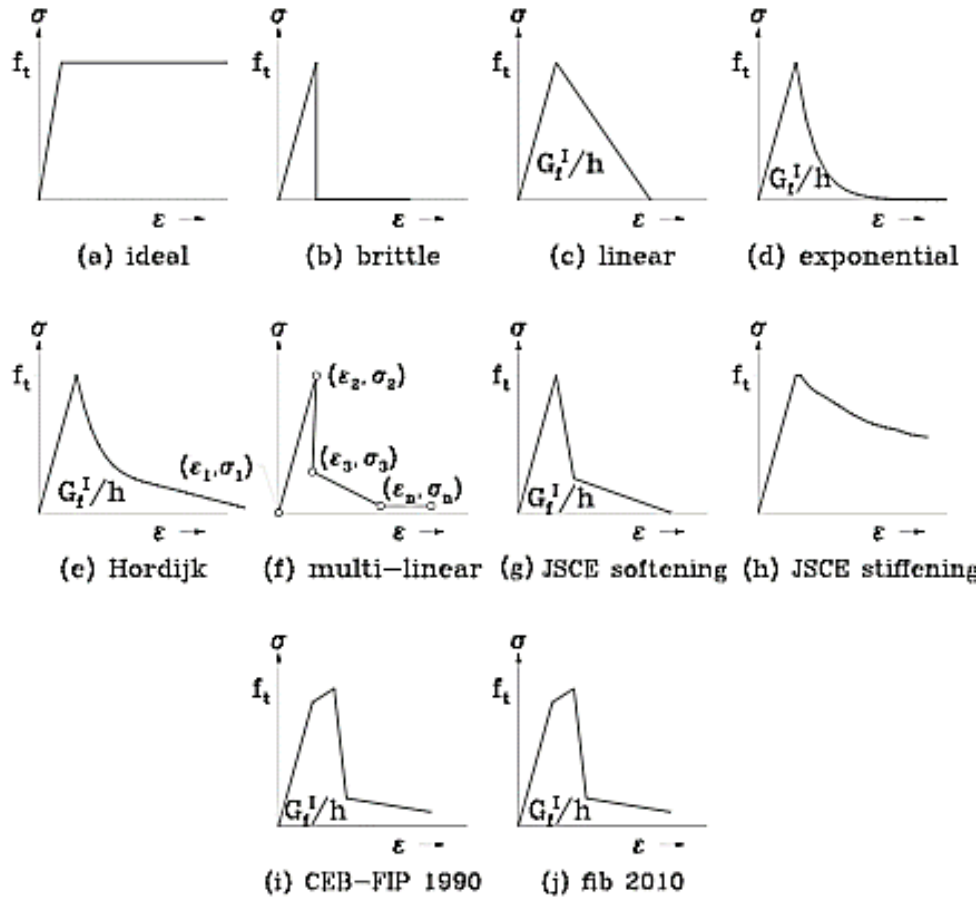 σ σ σ σ
f_t f_t f_t f_t
G_f^I/h G_f^I/h
ε → ε → ε → ε →
(a) ideal (b) brittle (c) linear (d) exponential
σ σ σ σ
f_t (ε_2, σ_2) f_t f_t
(ε_1,σ_1) (ε_3, σ_3)
G_f^I/h (ε_n, σ_n) G_f^I/h
ε → ε → ε → ε →
(e) Hordijk (f) multi-linear (g) JSCE softening (h) JSCE stiffening
σ σ
f_t f_t
G_f^I/h G_f^I/h
ε → ε →
(i) CEB-FIP 1990 (j) fib 2010